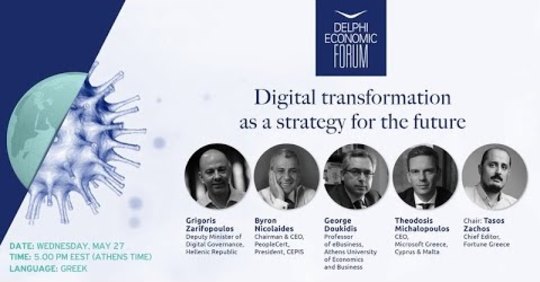 DELPHI
ECONOMIC
FORUM
Digital transformation
as a strategy for the future
Grigoris
Zarifopoulos
Deputy Minister of
Digital Governance,
Hellenic Republic
Byron
Nicolaides
Chairman & CEO,
PeopleCert,
President, CEPIS
George
Doukidis
Professor
of eBusiness,
Athens University
of Economics
and Business
Theodosis
Michalopoulos
CEO,
Microsoft Greece,
Cyprus & Malta
Chair: Tasos
Zachos
Chief Editor,
Fortune Greece
DATE: WEDNESDAY, MAY 27
TIME: 5.00 PM EEST (ATHENS TIME)
LANGUAGE: GREEK